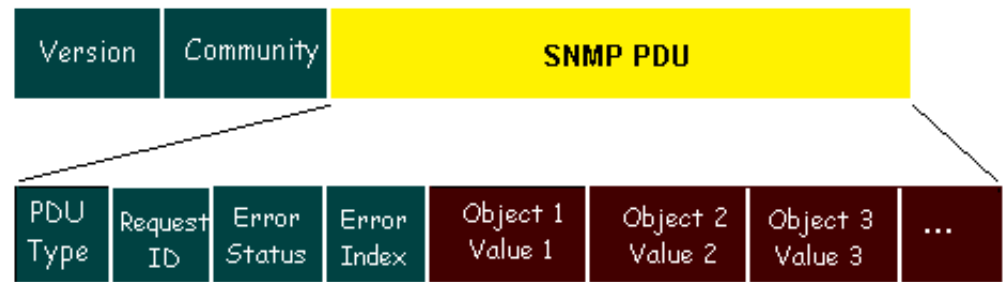 Version
Community
SNMP PDU
PDU
Type
Request
ID
Error
Status
Error
Index
Object 1
Value 1
Object 2
Value 2
Object 3
Value 3
...